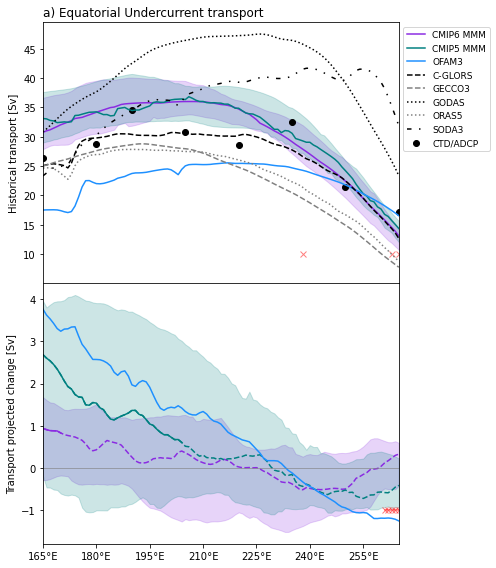 a) Equatorial Undercurrent transport
Historical transport [Sv]
45
40
35
30
25
20
15
10
CMIP6 MMM
CMIP5 MMM
OFAM3
C-GLORS
GECCO3
GODAS
ORAS5
SODA3
CTD/ADCP
Transport projected change [Sv]
4
3
2
1
0
−1
165°E 180°E 195°E 210°E 225°E 240°E 255°E